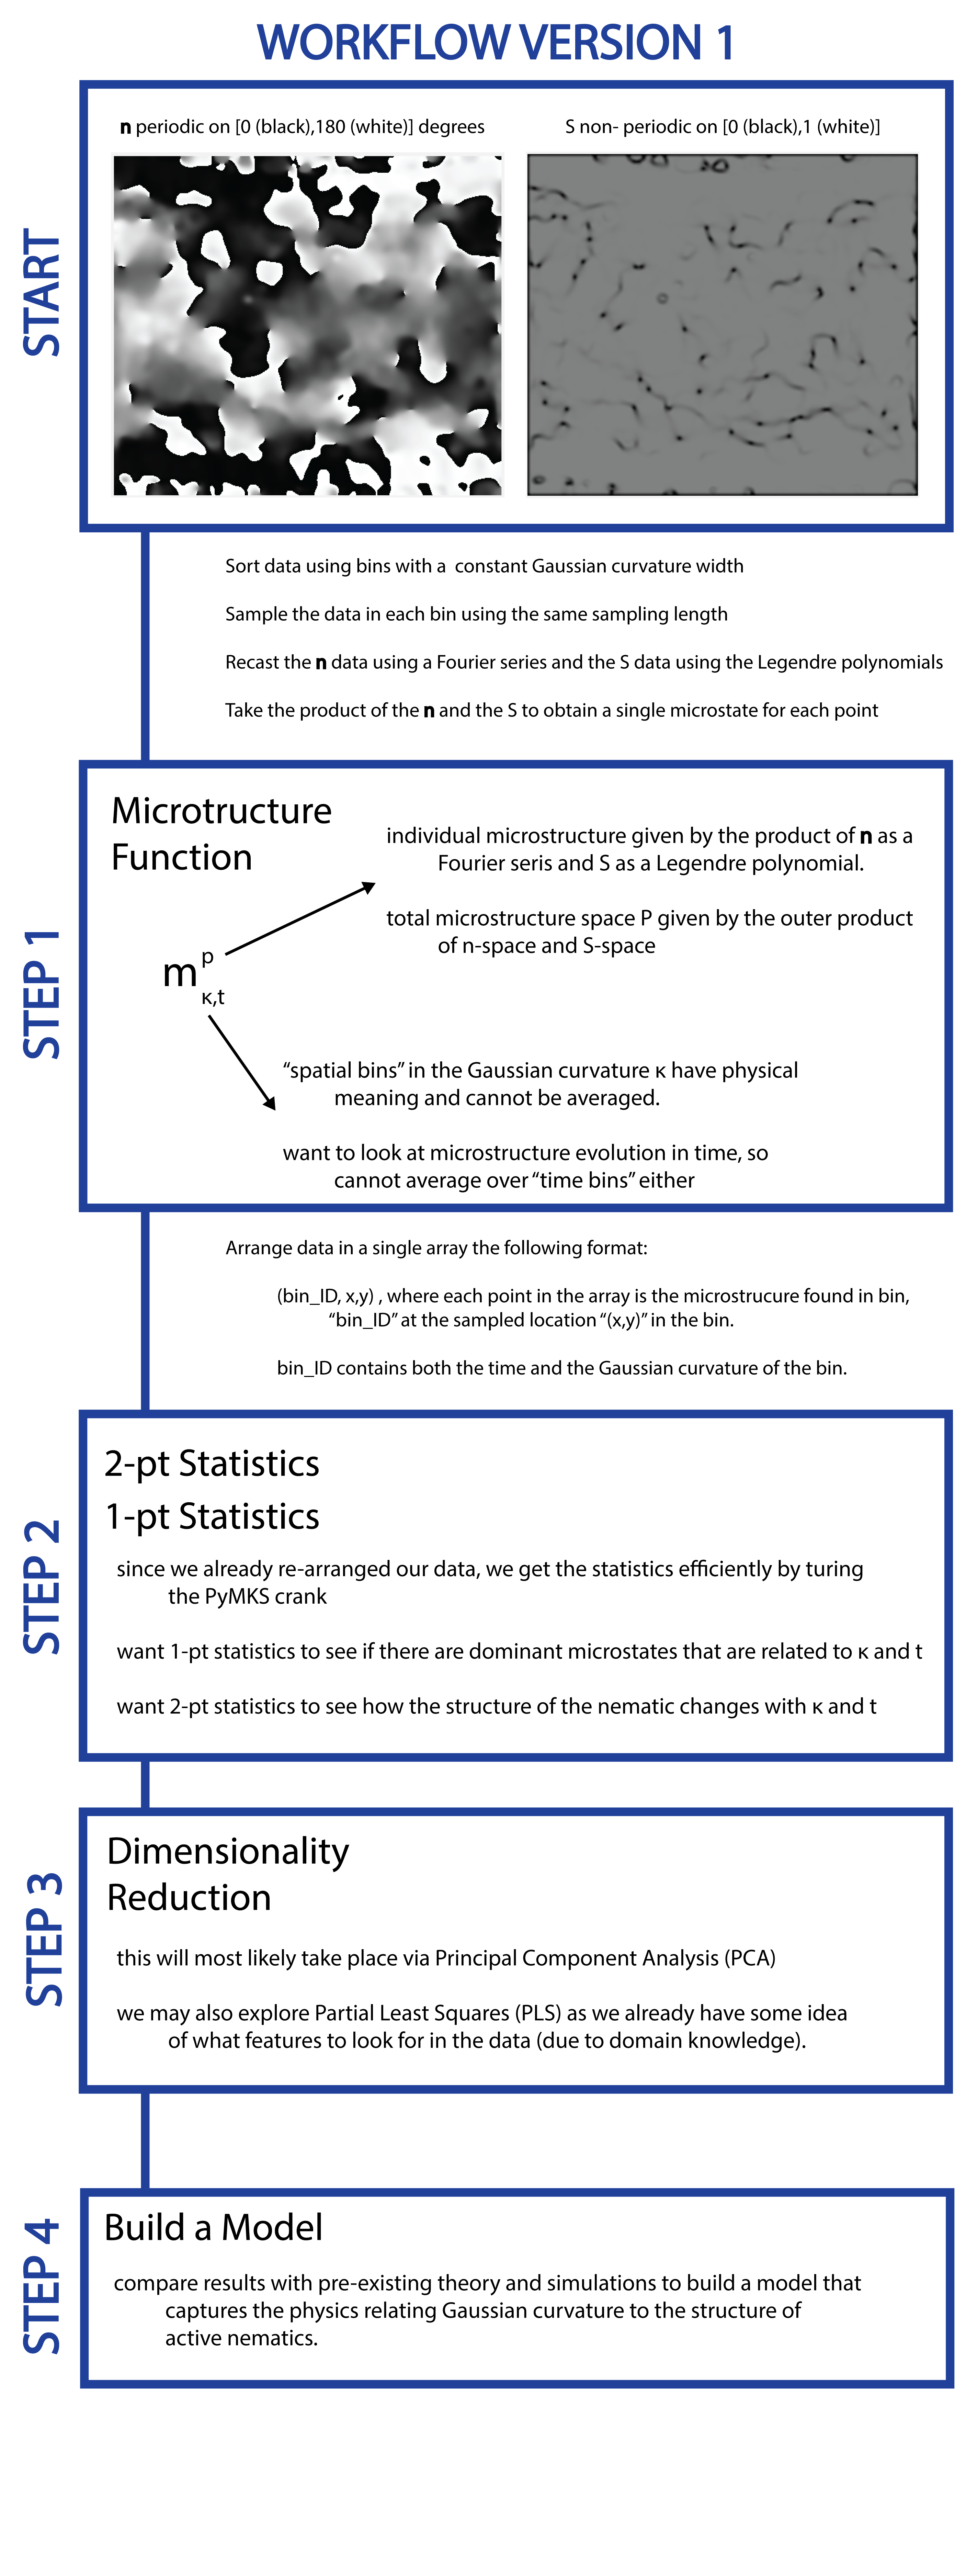 WORKFLOW VERSION 1
START
n periodic on [0 (black),180 (white)] degrees
S non- periodic on [0 (black),1 (white)]
Sort data using bins with a constant Gaussian curvature width
Sample the data in each bin using the same sampling length
Recast the n data using a Fourier series and the S data using the Legendre polynomials
Take the product of the n and the S to obtain a single microstate for each point
STEP 1
Microtructure
Function
individual microstructure given by the product of n as a
Fourier seris and S as a Legendre polynomial.
total microstructure space P given by the outer product
of n-space and S-space
m p κ,t
“spatial bins” in the Gaussian curvature κ have physical
meaning and cannot be averaged.
want to look at microstructure evolution in time, so
cannot average over “time bins” either
Arrange data in a single array the following format:
(bin_ID, x,y) , where each point in the array is the microstrucure found in bin,
“bin_ID” at the sampled location “(x,y)” in the bin.
bin_ID contains both the time and the Gaussian curvature of the bin.
STEP 2
2-pt Statistics
1-pt Statistics
since we already re-arranged our data, we get the statistics efficiently by turing
the PyMKS crank
want 1-pt statistics to see if there are dominant microstates that are related to κ and t
want 2-pt statistics to see how the structure of the nematic changes with κ and t
STEP 3
Dimensionality
Reduction
this will most likely take place via Principal Component Analysis (PCA)
we may also explore Partial Least Squares (PLS) as we already have some idea
of what features to look for in the data (due to domain knowledge).
STEP 4
Build a Model
compare results with pre-existing theory and simulations to build a model that
captures the physics relating Gaussian curvature to the structure of
active nematics.